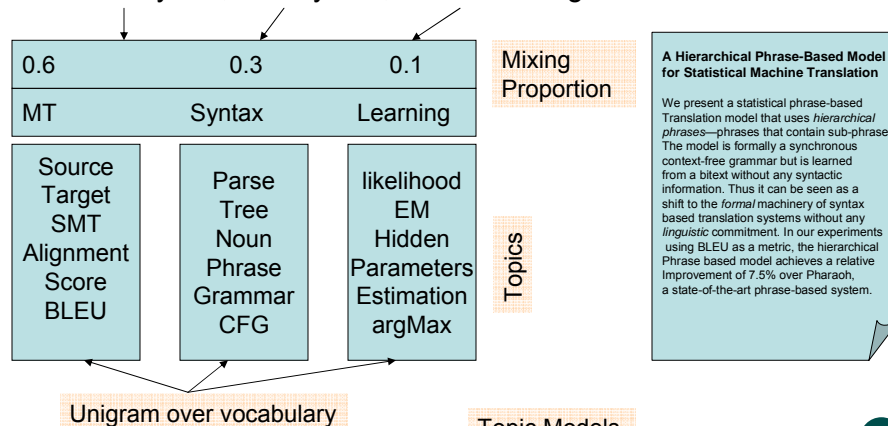 0.6 0.3 0.1
MT Syntax Learning
Mixing
Proportion
Source
Target
SMT
Alignment
Score
BLEU
Parse
Tree
Noun
Phrase
Grammar
CFG
likelihood
EM
Hidden
Parameters
Estimation
argMax
Topics
Unigram over vocabulary
Topic Models
A Hierarchical Phrase-Based Model
for Statistical Machine Translation
We present a statistical phrase-based
Translation model that uses hierarchical
phrases—phrases that contain sub-phrase
The model is formally a synchronous
context-free grammar but is learned
from a bitext without any syntactic
information. Thus it can be seen as a
shift to the formal machinery of syntax
based translation systems without any
linguistic commitment. In our experiments
using BLEU as a metric, the hierarchical
Phrase based model achieves a relative
Improvement of 7.5% over Pharaoh,
a state-of-the-art phrase-based system.